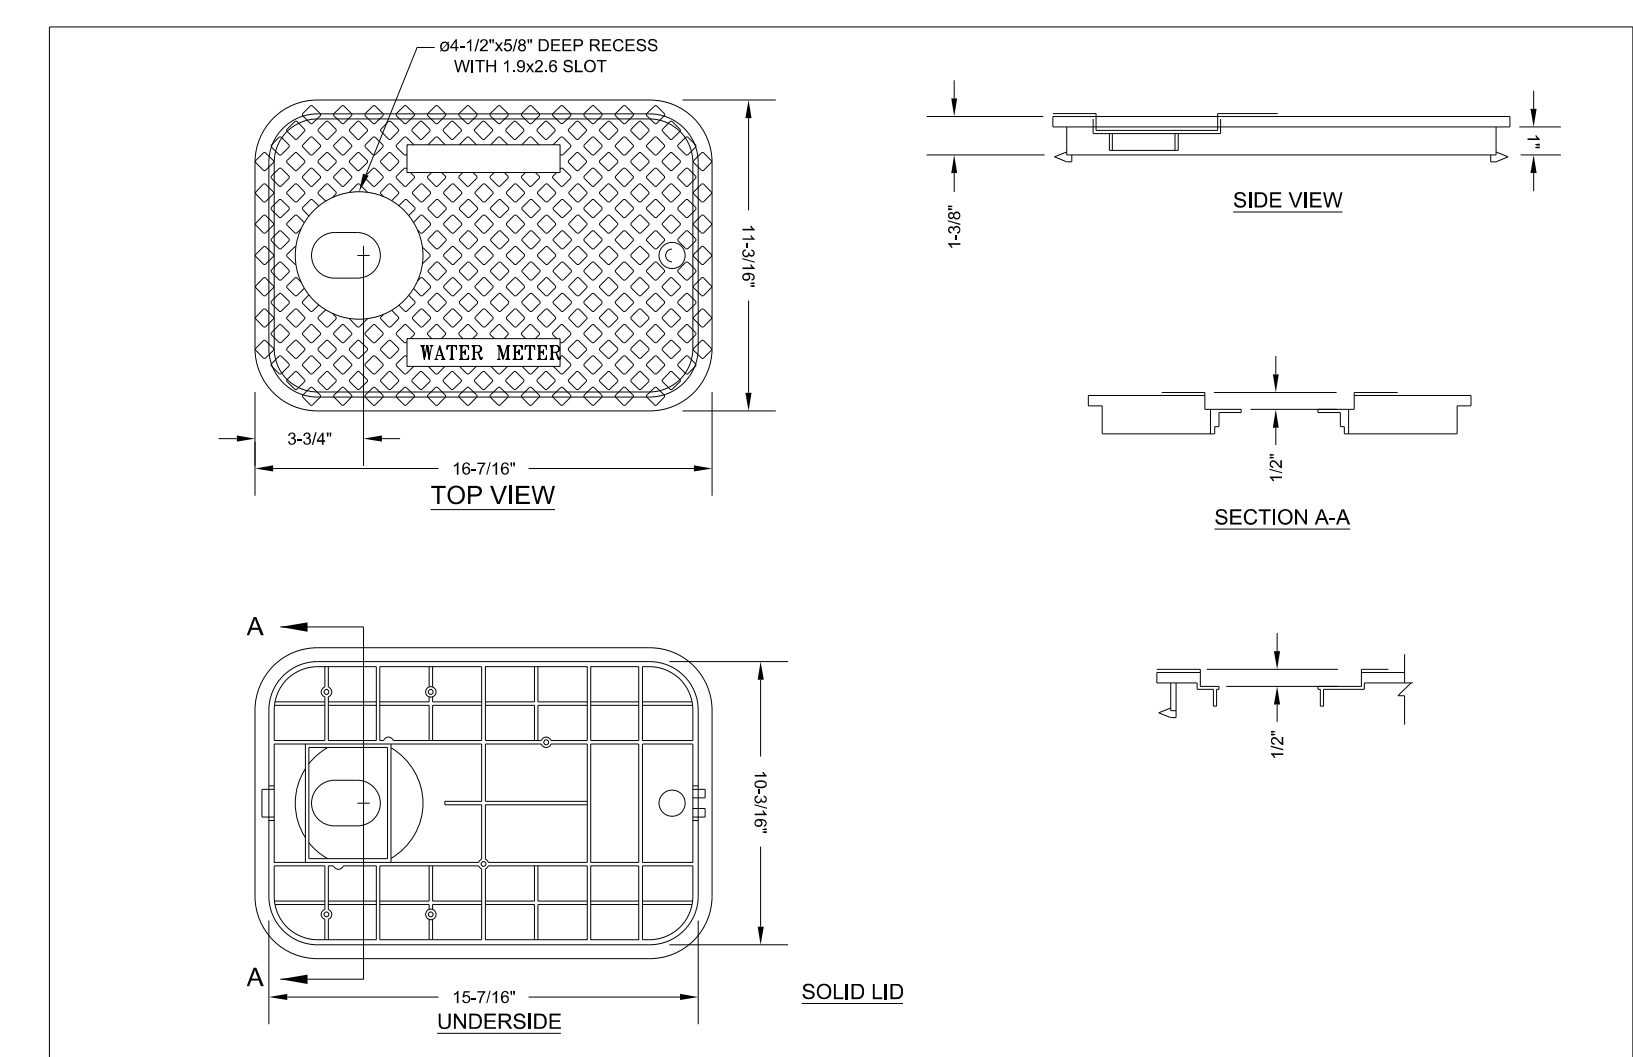 ø4-1/2"x5/8" DEEP RECESS
WITH 1.9x2.6 SLOT
11-3/16"
WATER METER
3-3/4"
16-7/16"
TOP VIEW
1-3/8"
1"
SIDE VIEW
1/2"
SECTION A-A
A
10-3/16"
A
15-7/16"
UNDERSIDE
1/2"
SOLID LID